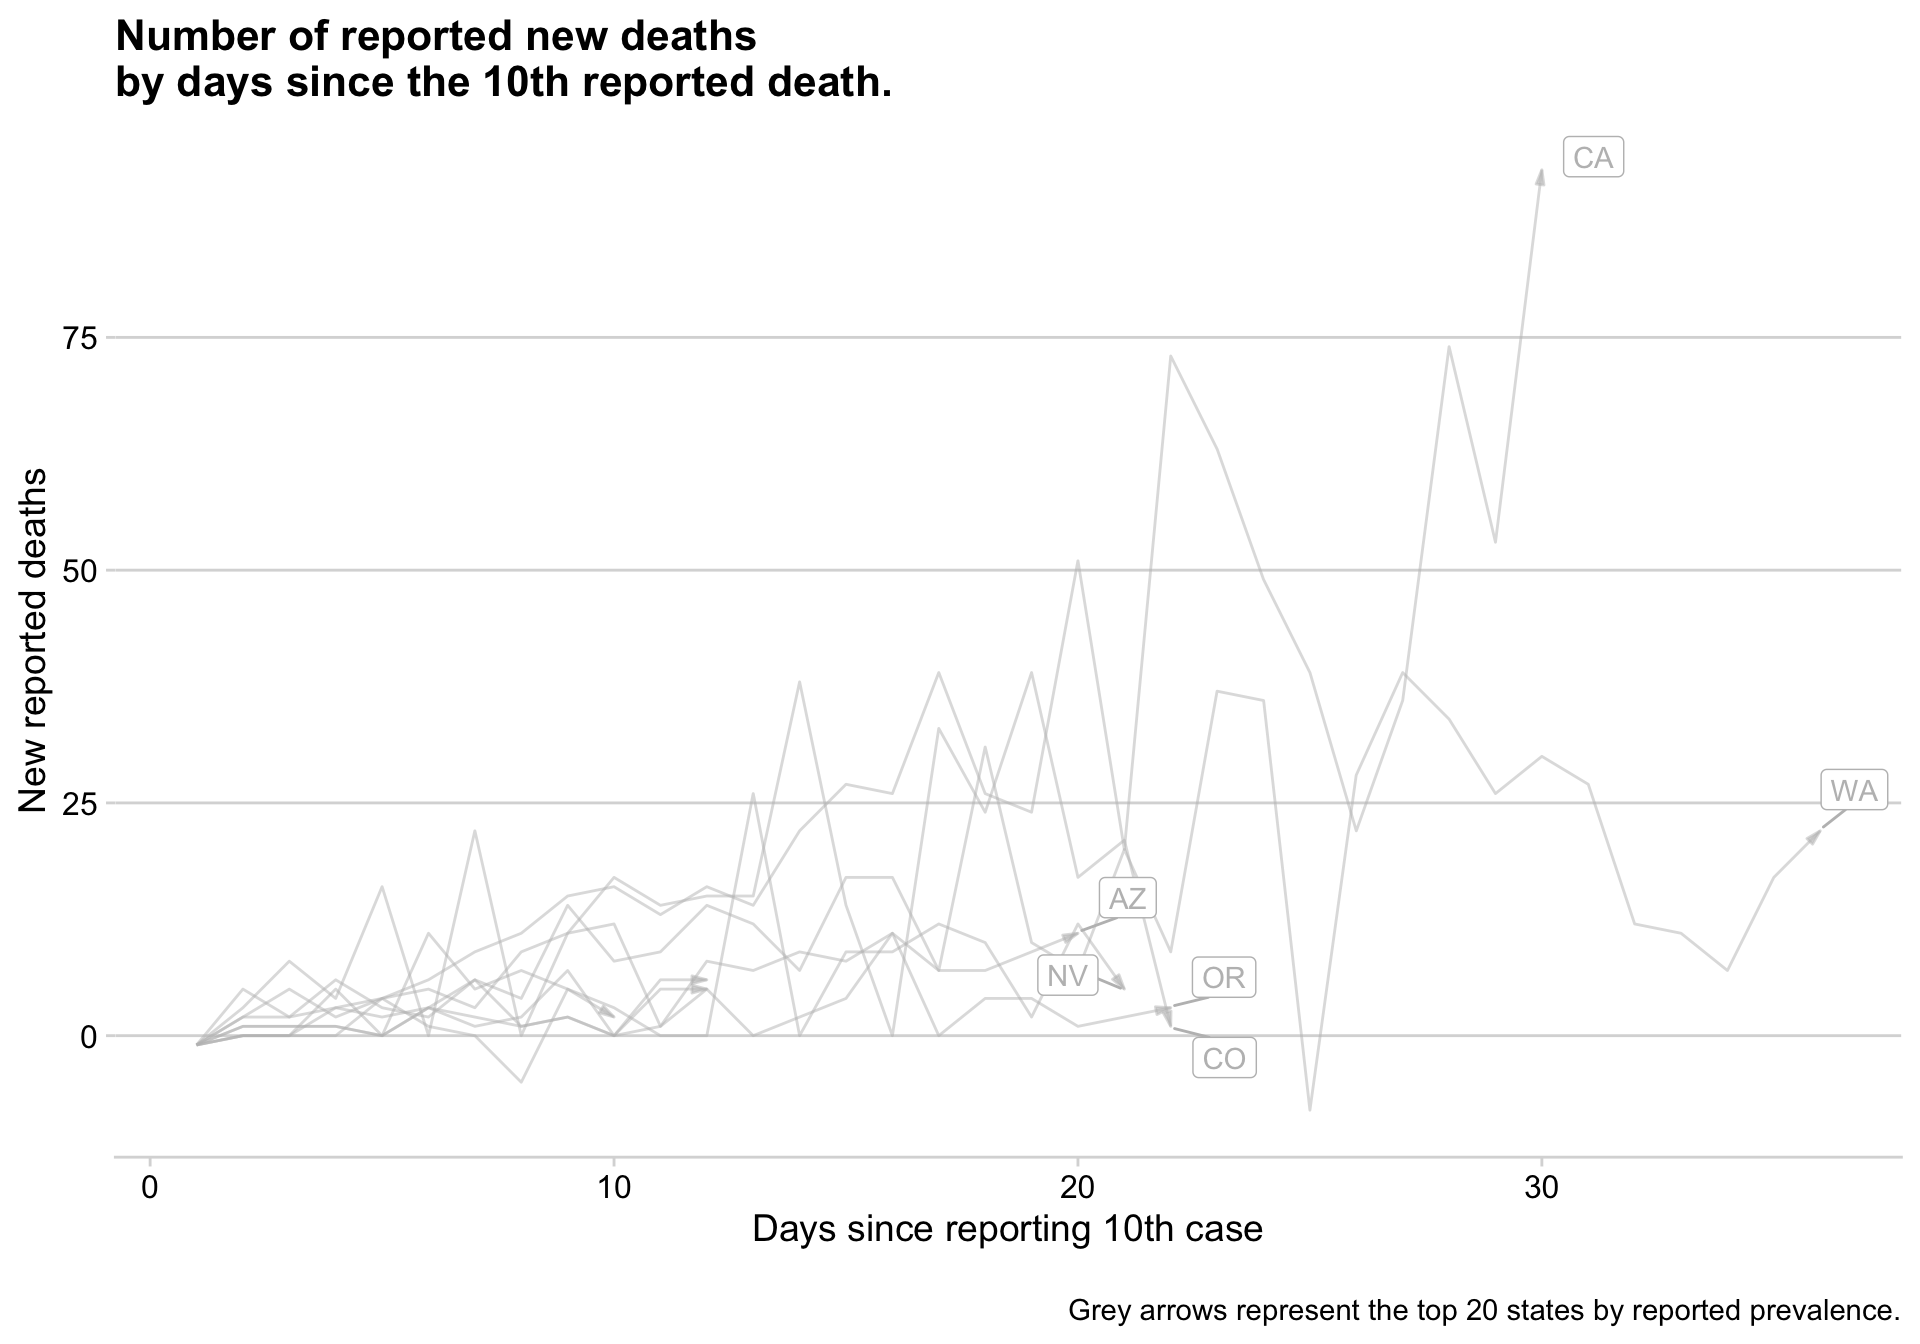 Number of reported new deaths
by days since the 10th reported death.
CA
75
50
25
0
New reported deaths
WA
AZ
NV
OR
CO
0 10 20 30
Days since reporting 10th case
Grey arrows represent the top 20 states by reported prevalence.